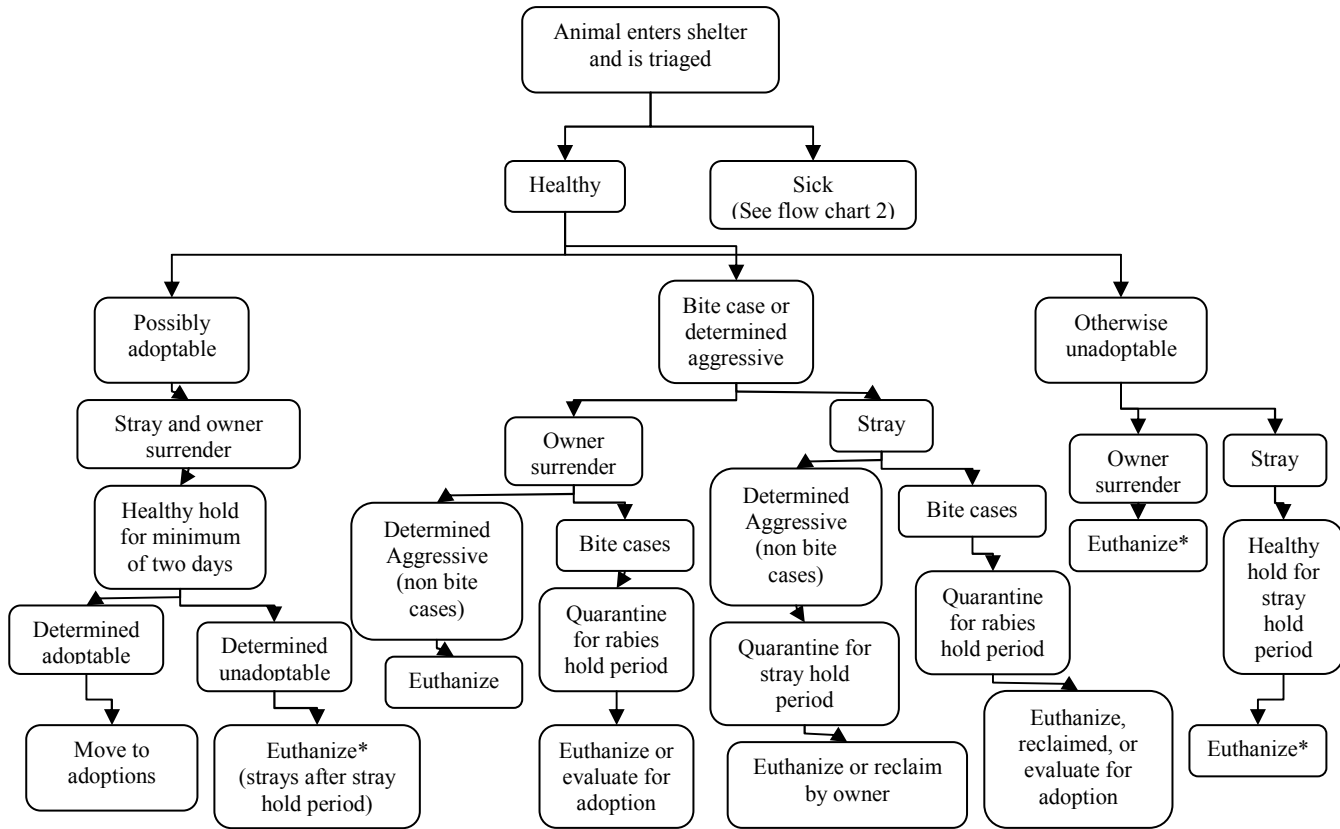 Animal enters shelter
and is triaged
Healthy
Sick
(See flow chart 2)
Possibly
adoptable
Bite case or
determined
aggressive
Otherwise
unadoptable
Stray and owner
surrender
Owner
surrender
Stray
Owner
surrender
Stray
Healthy hold
for minimum
of two days
Determined
Aggressive
(non bite
cases)
Bite cases
Determined
Aggressive
(non bite
cases)
Bite cases
Euthanize*
Healthy
hold for
stray
hold
period
Determined
adoptable
Determined
unadoptable
Euthanize
Quarantine
for rabies
hold period
Quarantine for
stray hold
period
Quarantine
for rabies
hold period
Move to
adoptions
Euthanize*
(strays after stray
hold period)
Euthanize or
evaluate for
adoption
Euthanize or reclaim
by owner
Euthanize,
reclaimed, or
evaluate for
adoption
Euthanize*